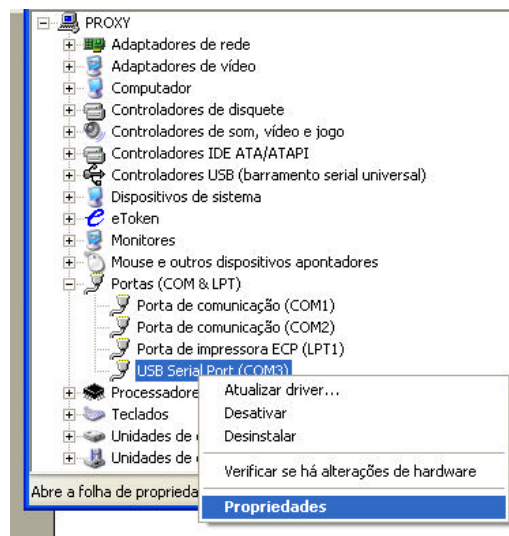 PROXY
Adaptadores de rede
Adaptadores de vídeo
Computador
Controladores de disquete
Controladores de som, vídeo e jogo
Controladores IDE ATA/ATAPI
Controladores USB (barramento serial universal)
Dispositivos de sistema
eToken
Monitores
Mouse e outros dispositivos apontadores
Portas (COM & LPT)
Porta de comunicação (COM1)
Porta de comunicação (COM2)
Porta de impressora ECP (LPT1)
USB Serial Port (COM3)
Processadore
Teclados
Unidades de
Unidades de
Atualizar driver...
Desativar
Desinstalar
Verificar se há alterações de hardware
Propriedades
Abre a folha de proprieda